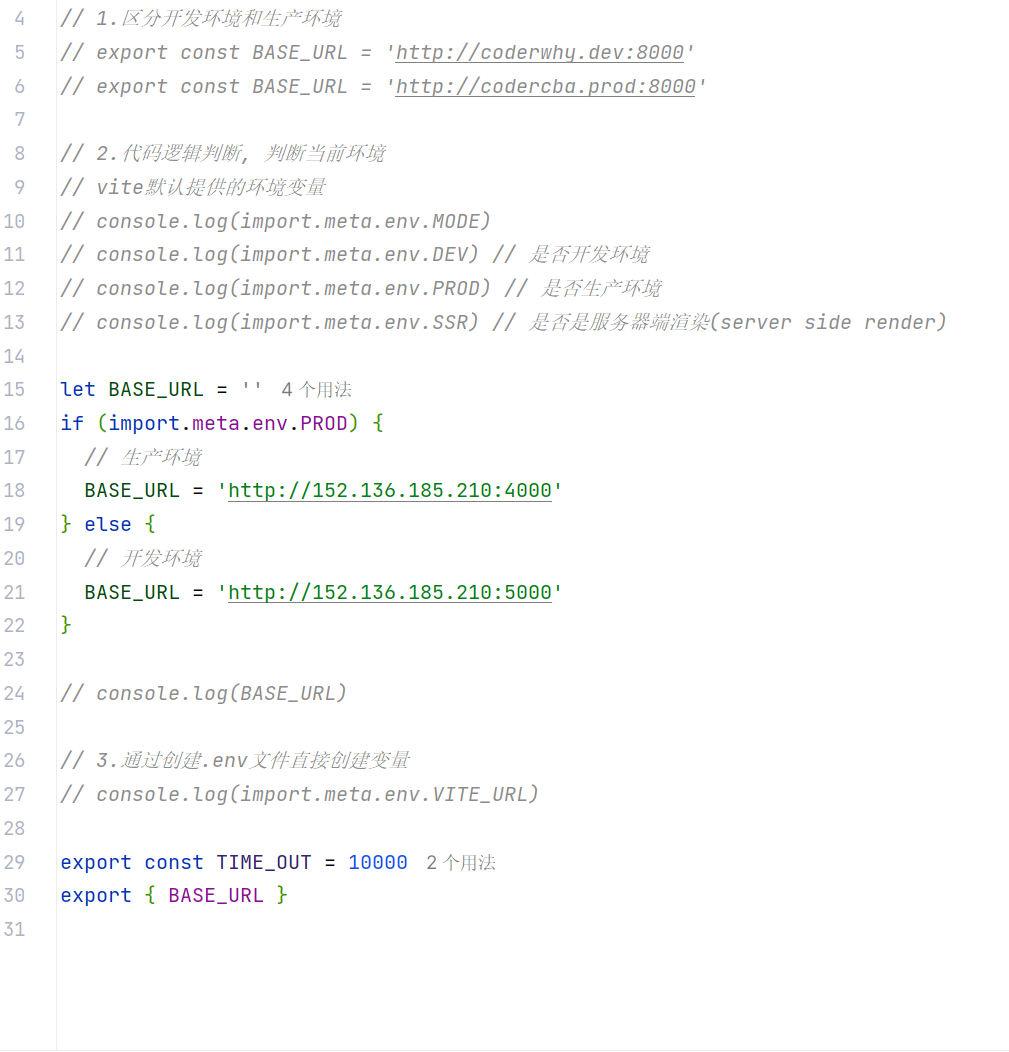 4 // 1.区分开发环境和生产环境
5 // export const BASE_URL = 'http://coderwhy.dev:8000'
6 // export const BASE_URL = 'http://codercba.prod:8000'
7
8 // 2.代码逻辑判断, 判断当前环境
9 // vite默认提供的环境变量
10 // console.log(import.meta.env.MODE)
11 // console.log(import.meta.env.DEV) // 是否开发环境
12 // console.log(import.meta.env.PROD) // 是否生产环境
13 // console.log(import.meta.env.SSR) // 是否是服务器端渲染(server side render)
14
15 let BASE_URL = '' 4 个用法
16 if (import.meta.env.PROD) {
17   // 生产环境
18   BASE_URL = 'http://152.136.185.210:4000'
19 } else {
20   // 开发环境
21   BASE_URL = 'http://152.136.185.210:5000'
22 }
23
24 // console.log(BASE_URL)
25
26 // 3.通过创建.env文件直接创建变量
27 // console.log(import.meta.env.VITE_URL)
28
29 export const TIME_OUT = 10000 2 个用法
30 export { BASE_URL }
31